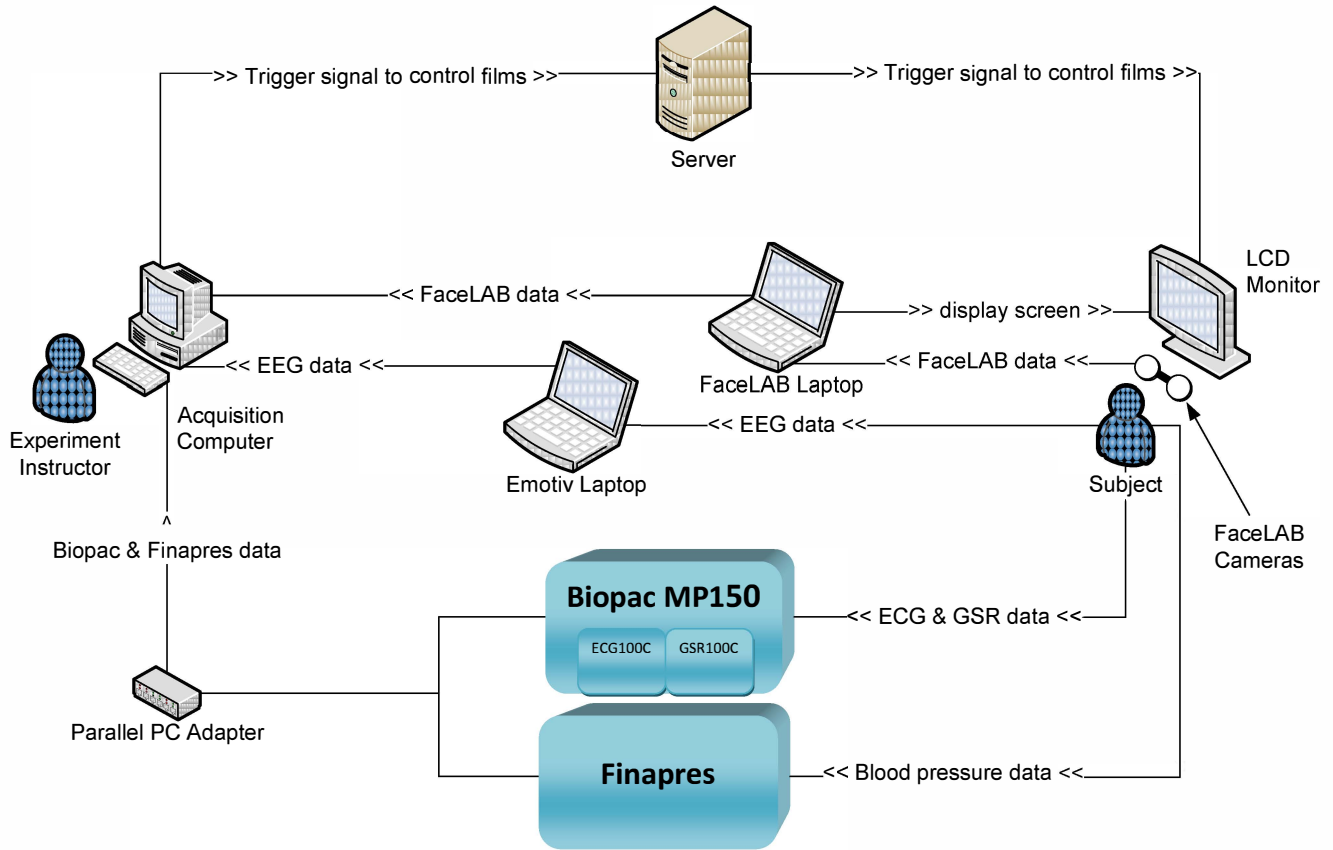 >> Trigger signal to control films >>
>> Trigger signal to control films >>
Server
LCD
Monitor
<< FaceLAB data <<
>> display screen >>
<< EEG data <<
<< FaceLAB data <<
FaceLAB Laptop
Acquisition
Computer
<< EEG data <<
Experiment
Instructor
Emotiv Laptop
Subject
^
FaceLAB
Cameras
Biopac & Finapres data
Biopac MP150
<< ECG & GSR data <<
ECG100C
GSR100C
Parallel PC Adapter
Finapres
<< Blood pressure data <<